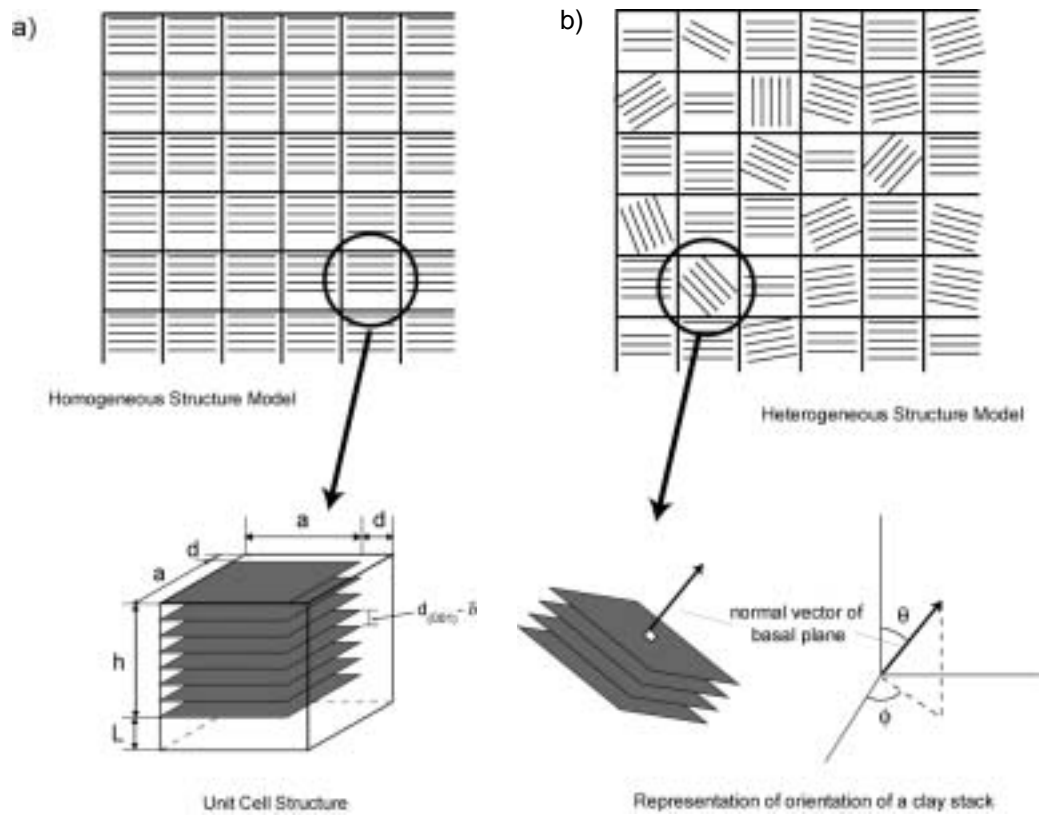 a)
b)
Homogeneous Structure Model
Heterogeneous Structure Model
a
d
d
a
h
L
d(001)- δ
normal vector of
basal plane
θ
ϕ
Unit Cell Structure
Representation of orientation of a clay stack